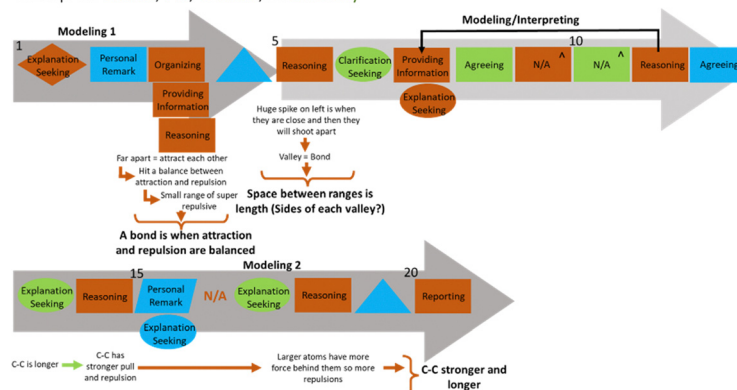 Modeling 1
Modeling/Interpreting
1
5
10
Explanation
Seeking
Personal
Remark
Organizing
Providing
Information
Reasoning
Reasoning
Clarification
Seeking
Providing
Information
Explanation
Seeking
Agreeing
N/A ^
N/A ^
Reasoning
Agreeing
Far apart = attract each other
Hit a balance between
attraction and repulsion
Small range of super
repulsive
A bond is when attraction
and repulsion are balanced
Huge spike on left is when
they are close and then they
will shoot apart
Valley = Bond
Space between ranges is
length (Sides of each valley?)
Modeling 2
15
20
Explanation
Seeking
Reasoning
Personal
Remark
Explanation
Seeking
N/A
Explanation
Seeking
Reasoning
Reporting
C-C is longer
C-C has
stronger pull
and repulsion
Larger atoms have more
force behind them so more
repulsions
C-C stronger and
longer